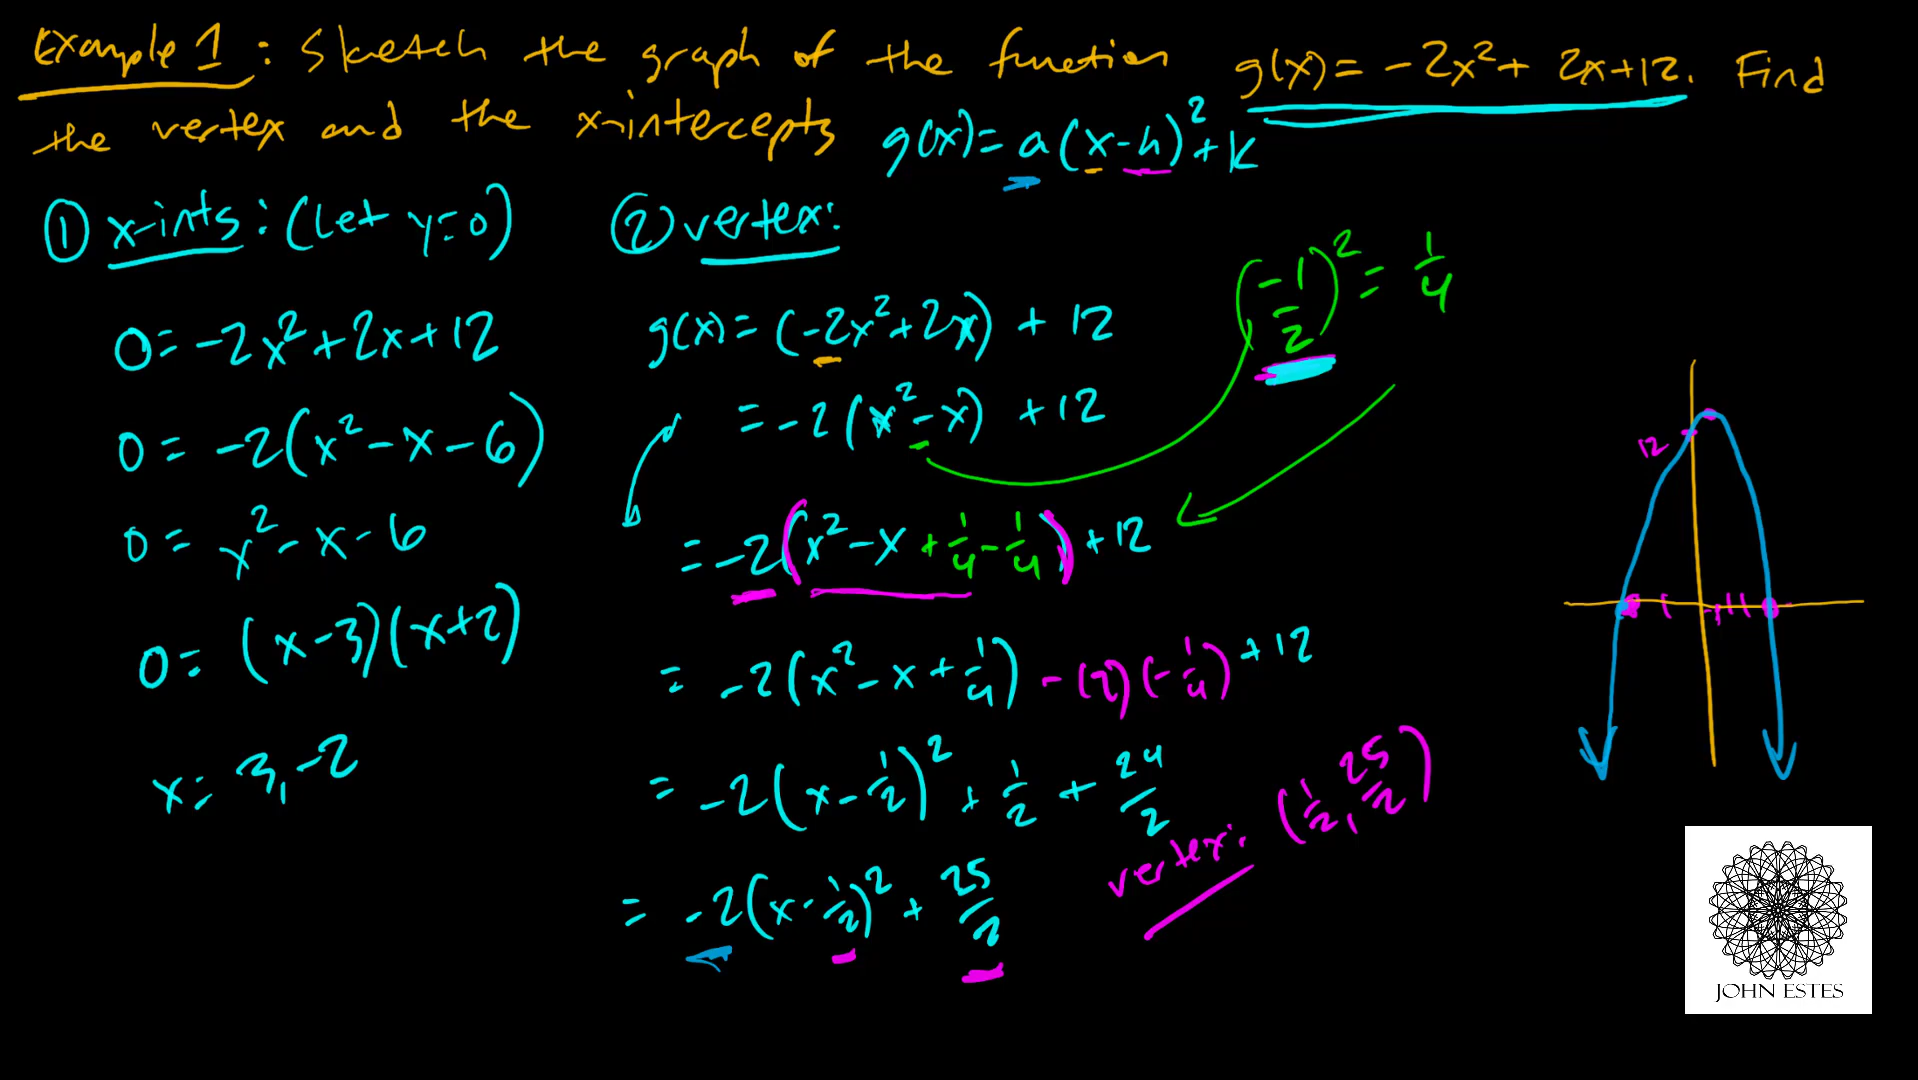 Example 1: Sketch the graph of the function g(x) = -2x² + 2x+12. Find
the vertex and the x-intercepts g(x)= a(x-h)²+k
① x-ints: (Let y=0)
0=-2x²+2x+12
0= -2(x²-x-6)
0= x²-x-6
0= (x-3)(x+2)
x= 3,-2
② vertex:
g(x)= (-2x²+2x) + 12
= -2(x²-x) +12
= -2(x²-x +1/4-1/4) +12
= -2(x²-x+1/4) -(2)(-1/4) +12
= -2(x-1/2)² + 1/2 + 24/2
= -2(x-1/2)² + 25/2
(-1/2)² = 1/4
vertex: (1/2, 25/2)
12
JOHN ESTES